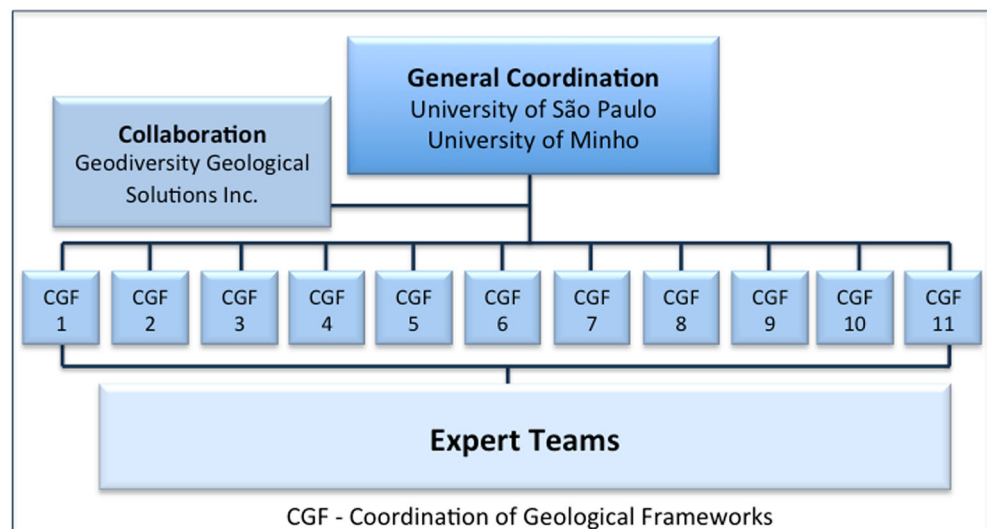 General Coordination
University of São Paulo
University of Minho
Collaboration
Geodiversity Geological
Solutions Inc.
CGF
1
CGF
2
CGF
3
CGF
4
CGF
5
CGF
6
CGF
7
CGF
8
CGF
9
CGF
10
CGF
11
Expert Teams
CGF - Coordination of Geological Frameworks